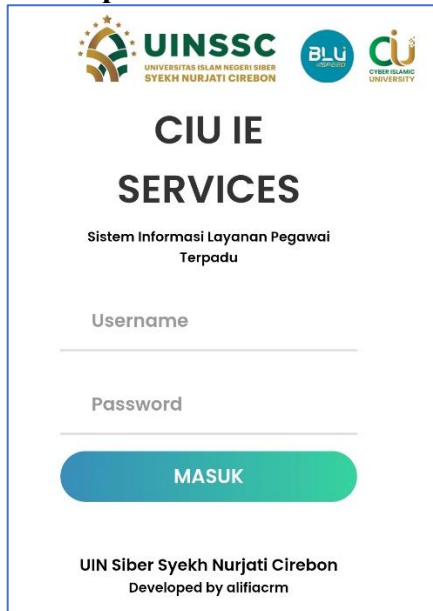 UINSSC
UNIVERSITAS ISLAM NEGERI SIBER
SYEKH NURJATI CIREBON
BLU
CIU
CYBER ISLAMIC
UNIVERSITY
CIU IE
SERVICES
Sistem Informasi Layanan Pegawai
Terpadu
Username
Password
MASUK
UIN Siber Syekh Nurjati Cirebon
Developed by alifiacrm